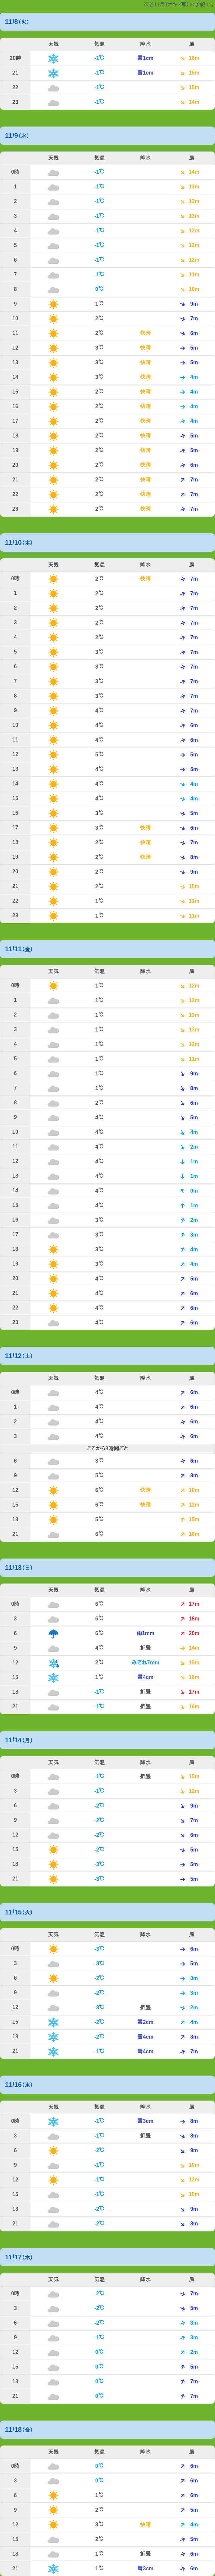 (オキノ耳)の予報です
11/8(火)
天気 気温 降水 風
20時 -1℃ 雪1cm 16m
21 -1℃ 雪1cm 16m
22 -1℃ 15m
23 -1℃ 14m
11/9(水)
天気 気温 降水 風
0時 -1℃ 14m
1 -1℃ 13m
2 -1℃ 13m
3 -1℃ 13m
4 -1℃ 12m
5 -1℃ 12m
6 -1℃ 12m
7 -1℃ 11m
8 0℃ 10m
9 1℃ 9m
10 2℃ 7m
11 2℃ 快晴 6m
12 3℃ 快晴 5m
13 3℃ 快晴 5m
14 3℃ 快晴 4m
15 2℃ 快晴 4m
16 2℃ 快晴 4m
17 2℃ 快晴 4m
18 2℃ 快晴 5m
19 2℃ 快晴 5m
20 2℃ 快晴 6m
21 2℃ 快晴 7m
22 2℃ 快晴 7m
23 2℃ 快晴 7m
11/10(木)
天気 気温 降水 風
0時 2℃ 快晴 7m
1 2℃ 7m
2 2℃ 7m
3 2℃ 7m
4 2℃ 7m
5 3℃ 7m
6 3℃ 7m
7 3℃ 7m
8 3℃ 7m
9 4℃ 7m
10 4℃ 6m
11 4℃ 6m
12 5℃ 5m
13 4℃ 5m
14 4℃ 4m
15 4℃ 4m
16 3℃ 5m
17 3℃ 快晴 6m
18 2℃ 快晴 7m
19 2℃ 快晴 8m
20 2℃ 9m
21 2℃ 10m
22 1℃ 11m
23 1℃ 11m
11/11(金)
天気 気温 降水 風
0時 1℃ 12m
1 1℃ 12m
2 1℃ 13m
3 1℃ 13m
4 1℃ 12m
5 1℃ 11m
6 1℃ 9m
7 1℃ 8m
8 2℃ 6m
9 4℃ 5m
10 4℃ 4m
11 4℃ 2m
12 4℃ 1m
13 4℃ 1m
14 4℃ 0m
15 4℃ 1m
16 3℃ 2m
17 3℃ 3m
18 3℃ 4m
19 3℃ 4m
20 4℃ 5m
21 4℃ 6m
22 4℃ 6m
23 4℃ 6m
11/12(土)
天気 気温 降水 風
0時 4℃ 6m
1 4℃ 6m
2 4℃ 6m
3 4℃ 6m
ここから3時間ごと
6 3℃ 6m
9 5℃ 8m
12 6℃ 快晴 10m
15 6℃ 快晴 12m
18 5℃ 15m
21 6℃ 16m
11/13(日)
天気 気温 降水 風
0時 6℃ 17m
3 6℃ 18m
6 6℃ 雨1mm 20m
9 4℃ 折曇 14m
12 2℃ みぞれ7mm 15m
15 1℃ 雪4cm 16m
18 -1℃ 折曇 17m
21 -1℃ 折曇 16m
11/14(月)
天気 気温 降水 風
0時 -1℃ 折曇 15m
3 -1℃ 12m
6 -2℃ 9m
9 -2℃ 7m
12 -2℃ 6m
15 -2℃ 5m
18 -3℃ 5m
21 -3℃ 5m
11/15(火)
天気 気温 降水 風
0時 -3℃ 6m
3 -3℃ 5m
6 -2℃ 3m
9 -2℃ 3m
12 -3℃ 折曇 2m
15 -2℃ 雪2cm 4m
18 -2℃ 雪4cm 8m
21 -1℃ 雪4cm 7m
11/16(水)
天気 気温 降水 風
0時 -1℃ 雪3cm 8m
3 -1℃ 折曇 8m
6 -2℃ 9m
9 -1℃ 10m
12 -1℃ 12m
15 -1℃ 10m
18 -2℃ 9m
21 -2℃ 8m
11/17(木)
天気 気温 降水 風
0時 -2℃ 7m
3 -2℃ 5m
6 -2℃ 3m
9 -1℃ 3m
12 0℃ 2m
15 0℃ 5m
18 0℃ 7m
21 0℃ 7m
11/18(金)
天気 気温 降水 風
0時 0℃ 6m
3 0℃ 6m
6 1℃ 6m
9 2℃ 5m
12 3℃ 快晴 4m
15 2℃ 5m
18 1℃ 折曇 6m
21 1℃ 雪3cm 6m